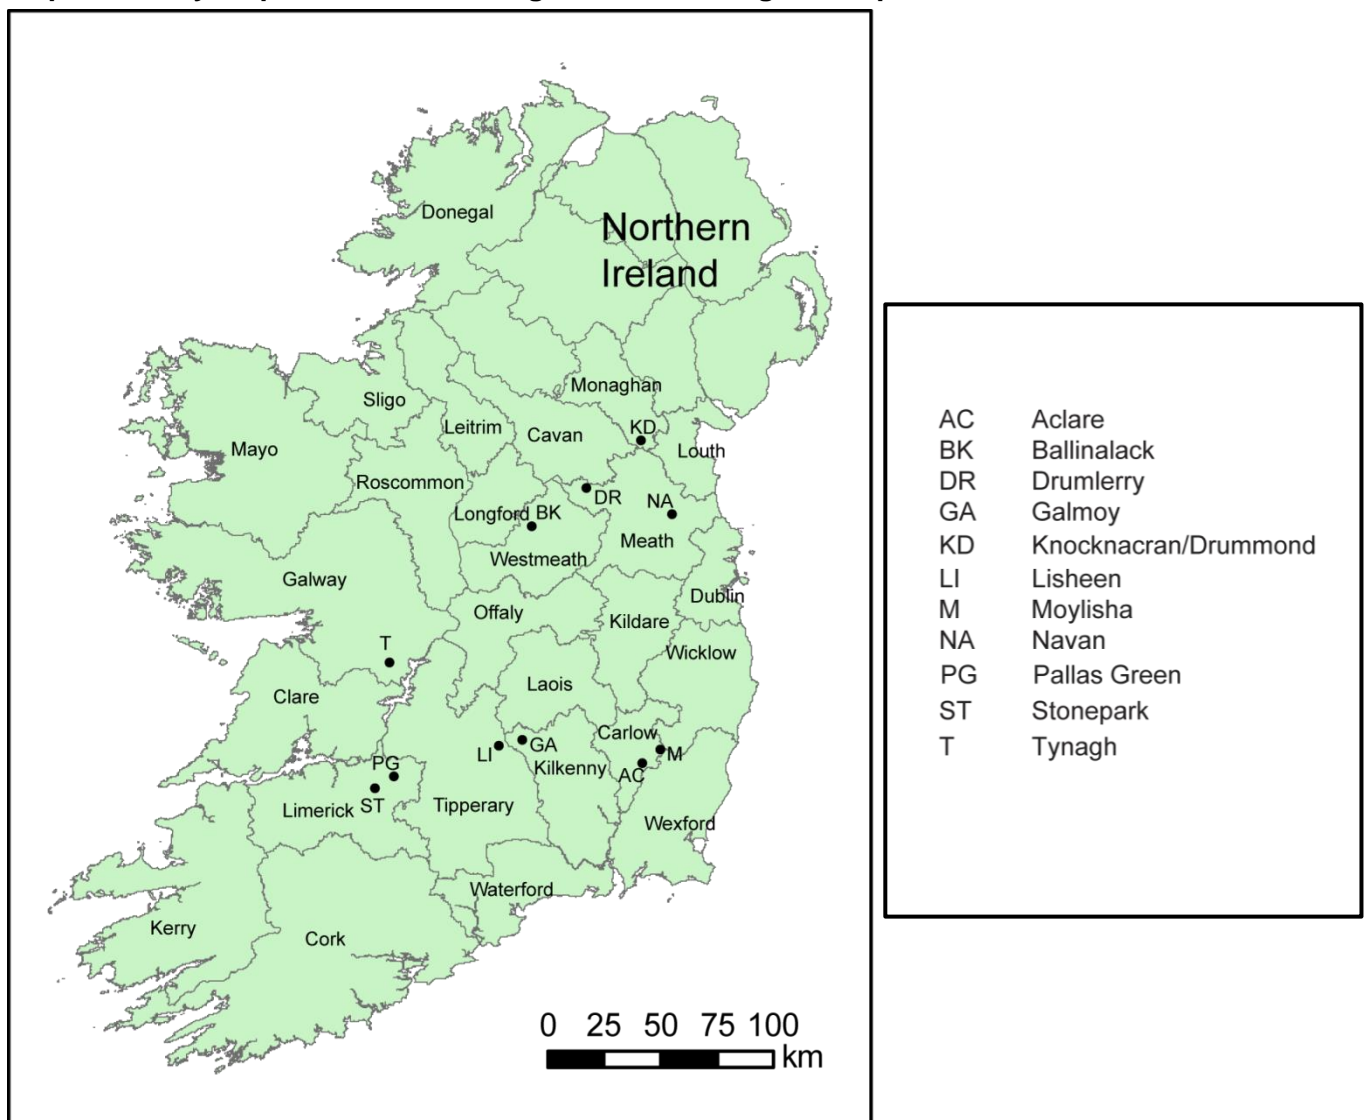 Donegal
Northern
Ireland
Monaghan
Sligo
Leitrim
Cavan
KD
Louth
Mayo
Roscommon
DR
NA
Longford BK
Meath
Westmeath
Galway
Dublin
Offaly
Kildare
T
Wicklow
Laois
Clare
Carlow
LI
GA
M
Kilkenny
AC
PG
ST
Limerick
Tipperary
Wexford
Waterford
Kerry
Cork
0 25 50 75 100
km
AC Aclare
BK Ballinalack
DR Drumlerry
GA Galmoy
KD Knocknacran/Drummond
LI Lisheen
M Moylisha
NA Navan
PG Pallas Green
ST Stonepark
T Tynagh